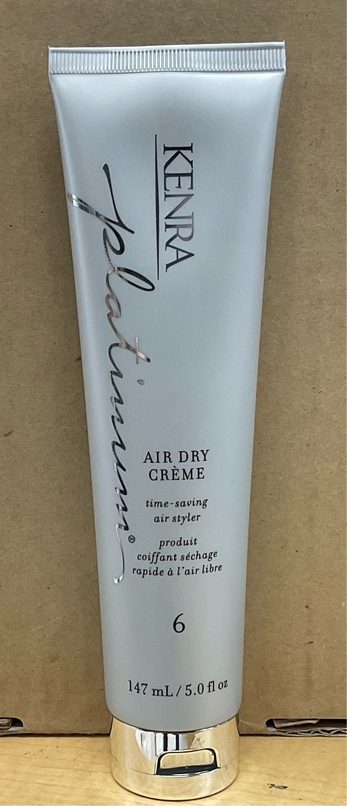 KENRA
platinum®
AIR DRY
CRÈME
time-saving
air styler
produit
coiffant séchage
rapide à l'air libre
6
147 mL / 5.0 fl oz